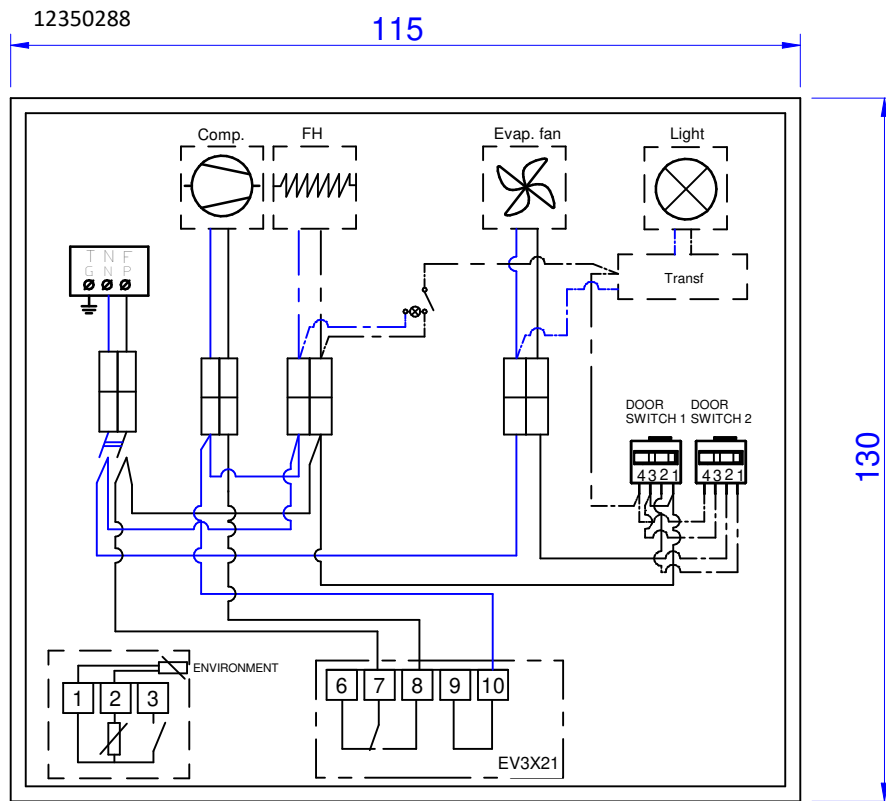 12350288
115
Comp.
FH
Evap. fan
Light
T N F
G N P
Transf
DOOR SWITCH 1
DOOR SWITCH 2
4 3 2 1
4 3 2 1
130
ENVIRONMENT
1 2 3
6 7 8 9 10
EV3X21